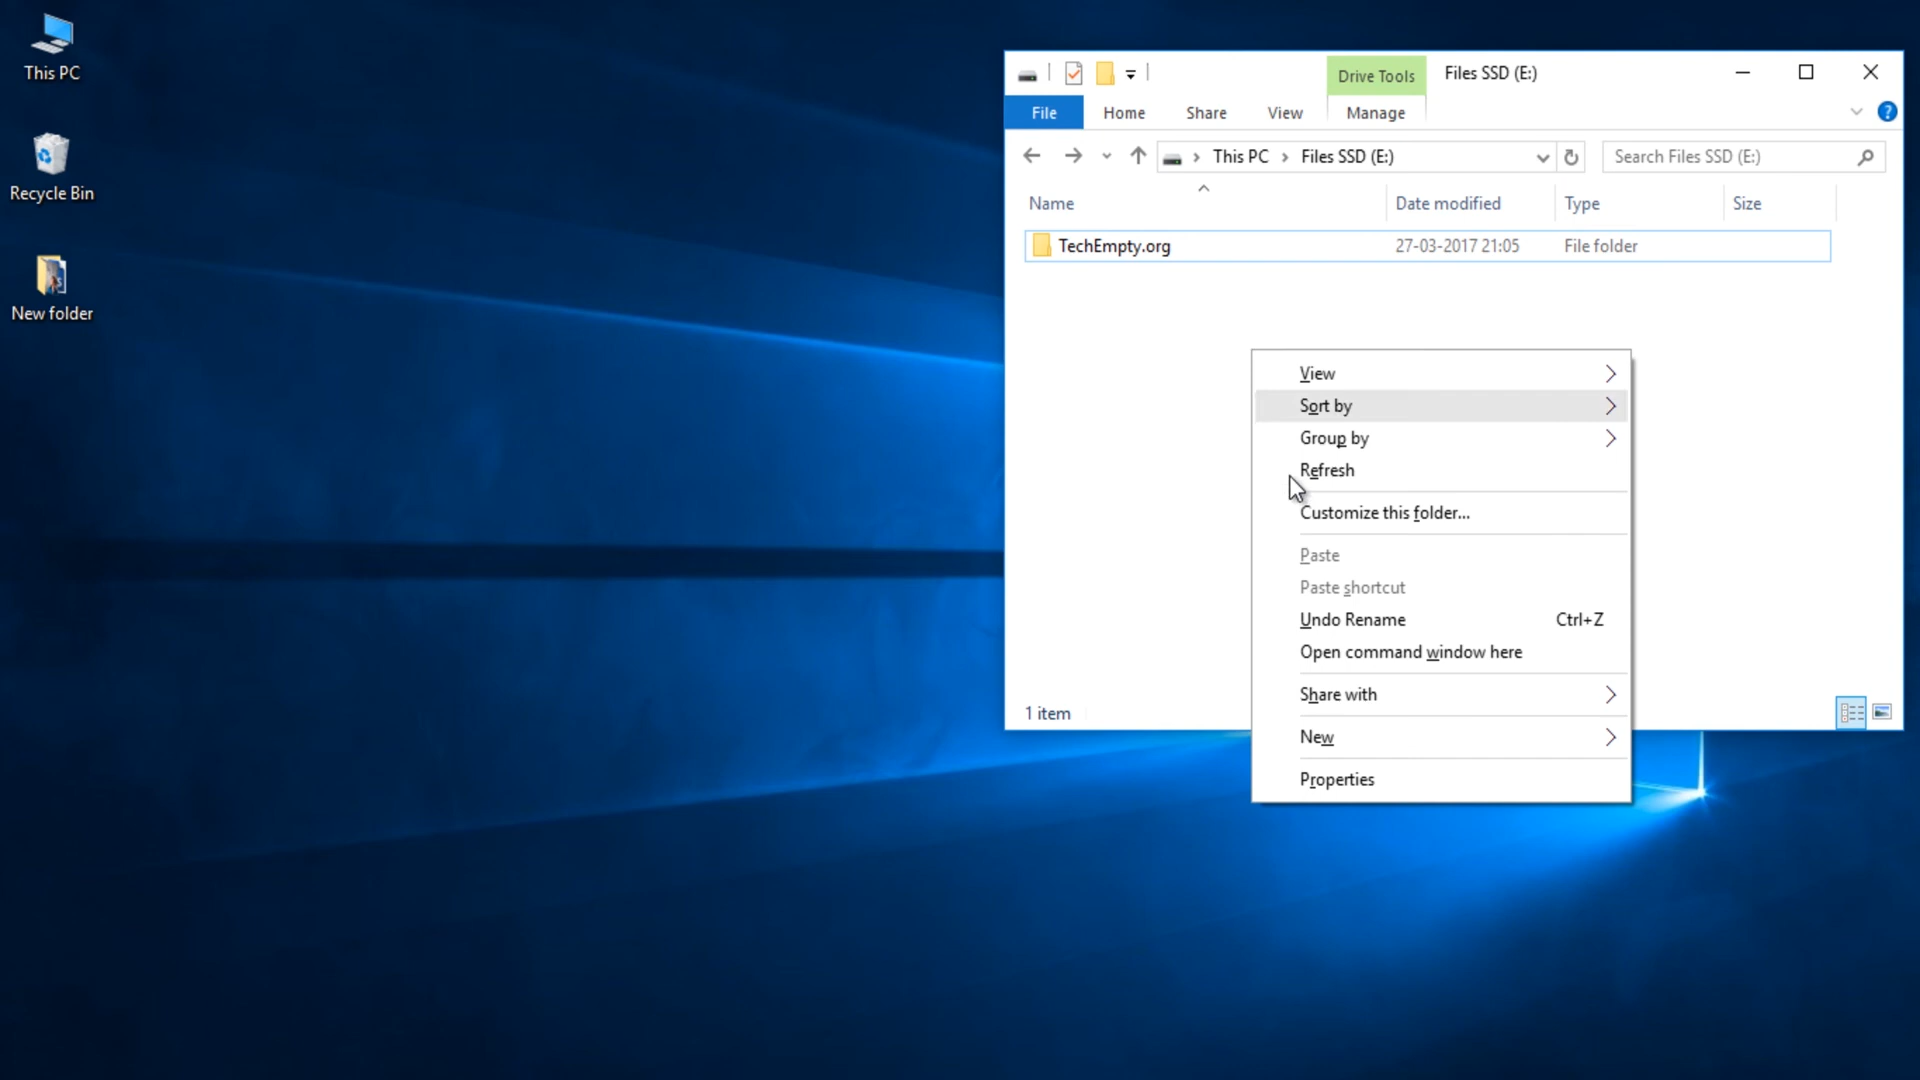 This PC
Recycle Bin
New folder
Drive Tools
Files SSD (E:)
File
Home
Share
View
Manage
This PC
Files SSD (E:)
Search Files SSD (E:)
Name
Date modified
Type
Size
TechEmpty.org
27-03-2017 21:05
File folder
View
Sort by
Group by
Refresh
Customize this folder...
Paste
Paste shortcut
Undo Rename Ctrl+Z
Open command window here
Share with
New
Properties
1 item